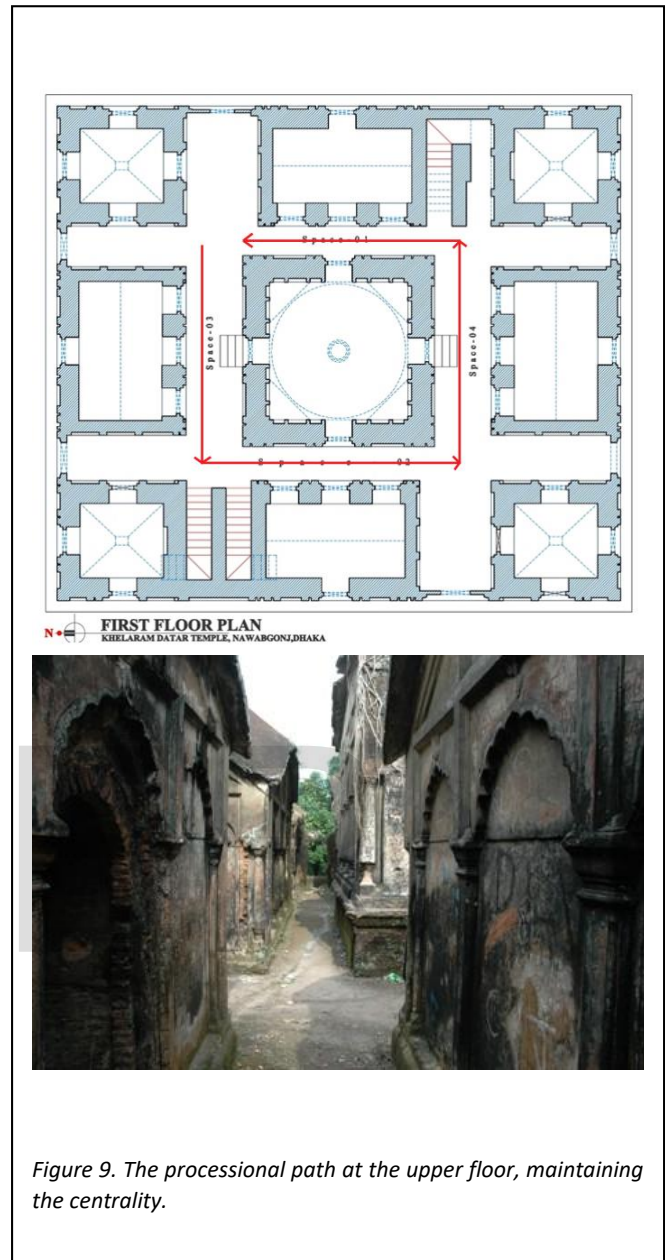 Space-01
Space-03
Space-04
Space-02
N
FIRST FLOOR PLAN
KHELARAM DATAR TEMPLE, NAWABGONJ,DHAKA
Figure 9. The processional path at the upper floor, maintaining
the centrality.